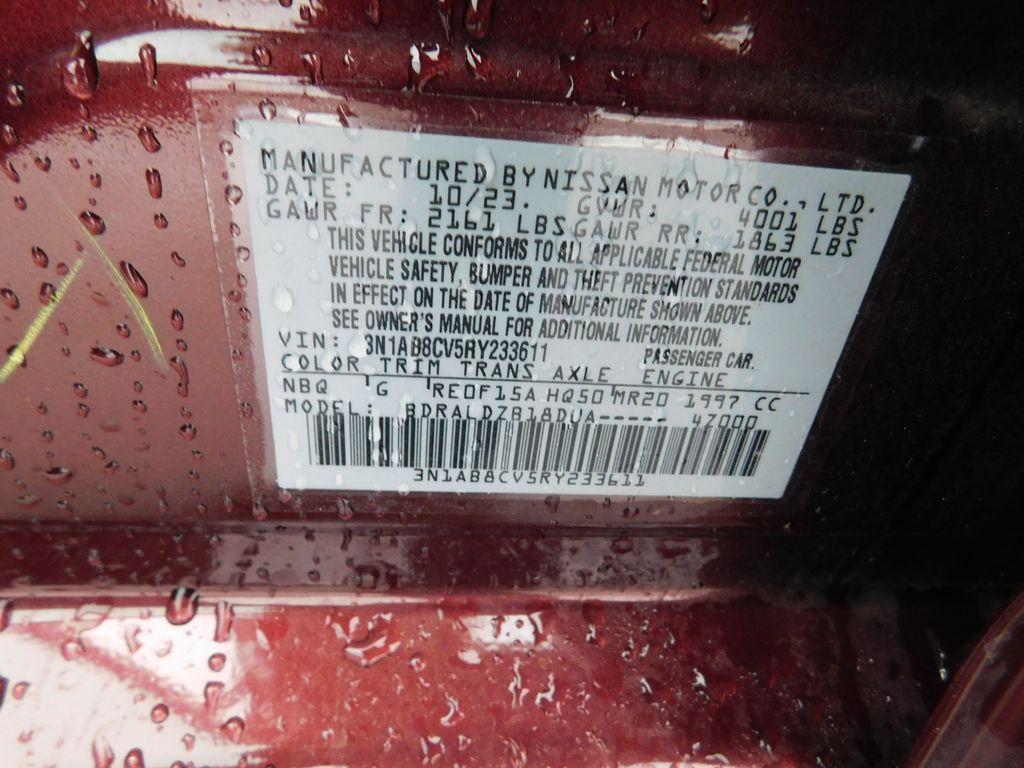 MANUFACTURED BY NISSAN MOTOR CO., LTD.
DATE: 10/23. GVWR: 4001 LBS
GAWR FR: 2161 LBS GAWR RR: 1863 LBS
THIS VEHICLE CONFORMS TO ALL APPLICABLE FEDERAL MOTOR
VEHICLE SAFETY, BUMPER AND THEFT PREVENTION STANDARDS
IN EFFECT ON THE DATE OF MANUFACTURE SHOWN ABOVE.
SEE OWNER'S MANUAL FOR ADDITIONAL INFORMATION.
VIN: 3N1AB8CV5RY233611 PASSENGER CAR.
COLOR TRIM TRANS AXLE ENGINE
NBQ G RE0F15A HQ50 MR20 1997 CC
MODEL: BDRALDZB18DUA----- 4Z000
3N1AB8CV5RY233611